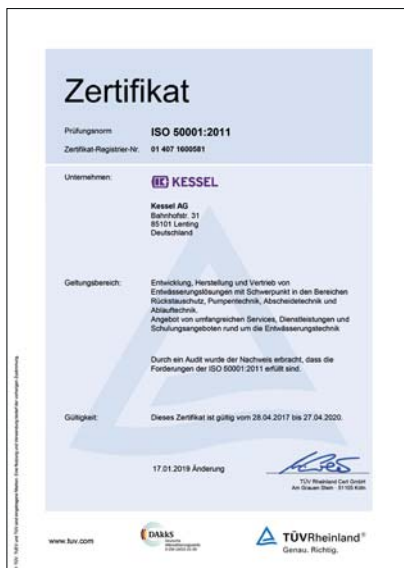 Zertifikat
Prüfungsnorm ISO 50001:2011
Zertifikat-Registrier-Nr. 01 407 1600581
Unternehmen: KESSEL
Kessel AG
Bahnhofstr. 31
85101 Lenting
Deutschland
Geltungsbereich: Entwicklung, Herstellung und Vertrieb von
Entwässerungslösungen mit Schwerpunkt in den Bereichen
Rückstauschutz, Pumpentechnik, Abscheidetechnik und
Ablauftechnik.
Angebot von umfangreichen Services, Dienstleistungen und
Schulungsangeboten rund um die Entwässerungstechnik
Durch ein Audit wurde der Nachweis erbracht, dass die
Forderungen der ISO 50001:2011 erfüllt sind.
Gültigkeit: Dieses Zertifikat ist gültig vom 28.04.2017 bis 27.04.2020.
17.01.2019 Änderung
TÜV Rheinland Cert GmbH
Am Grauen Stein · 51105 Köln
www.tuv.com
DAkkS
Deutsche
Akkreditierungsstelle
TÜVRheinland®
Genau. Richtig.